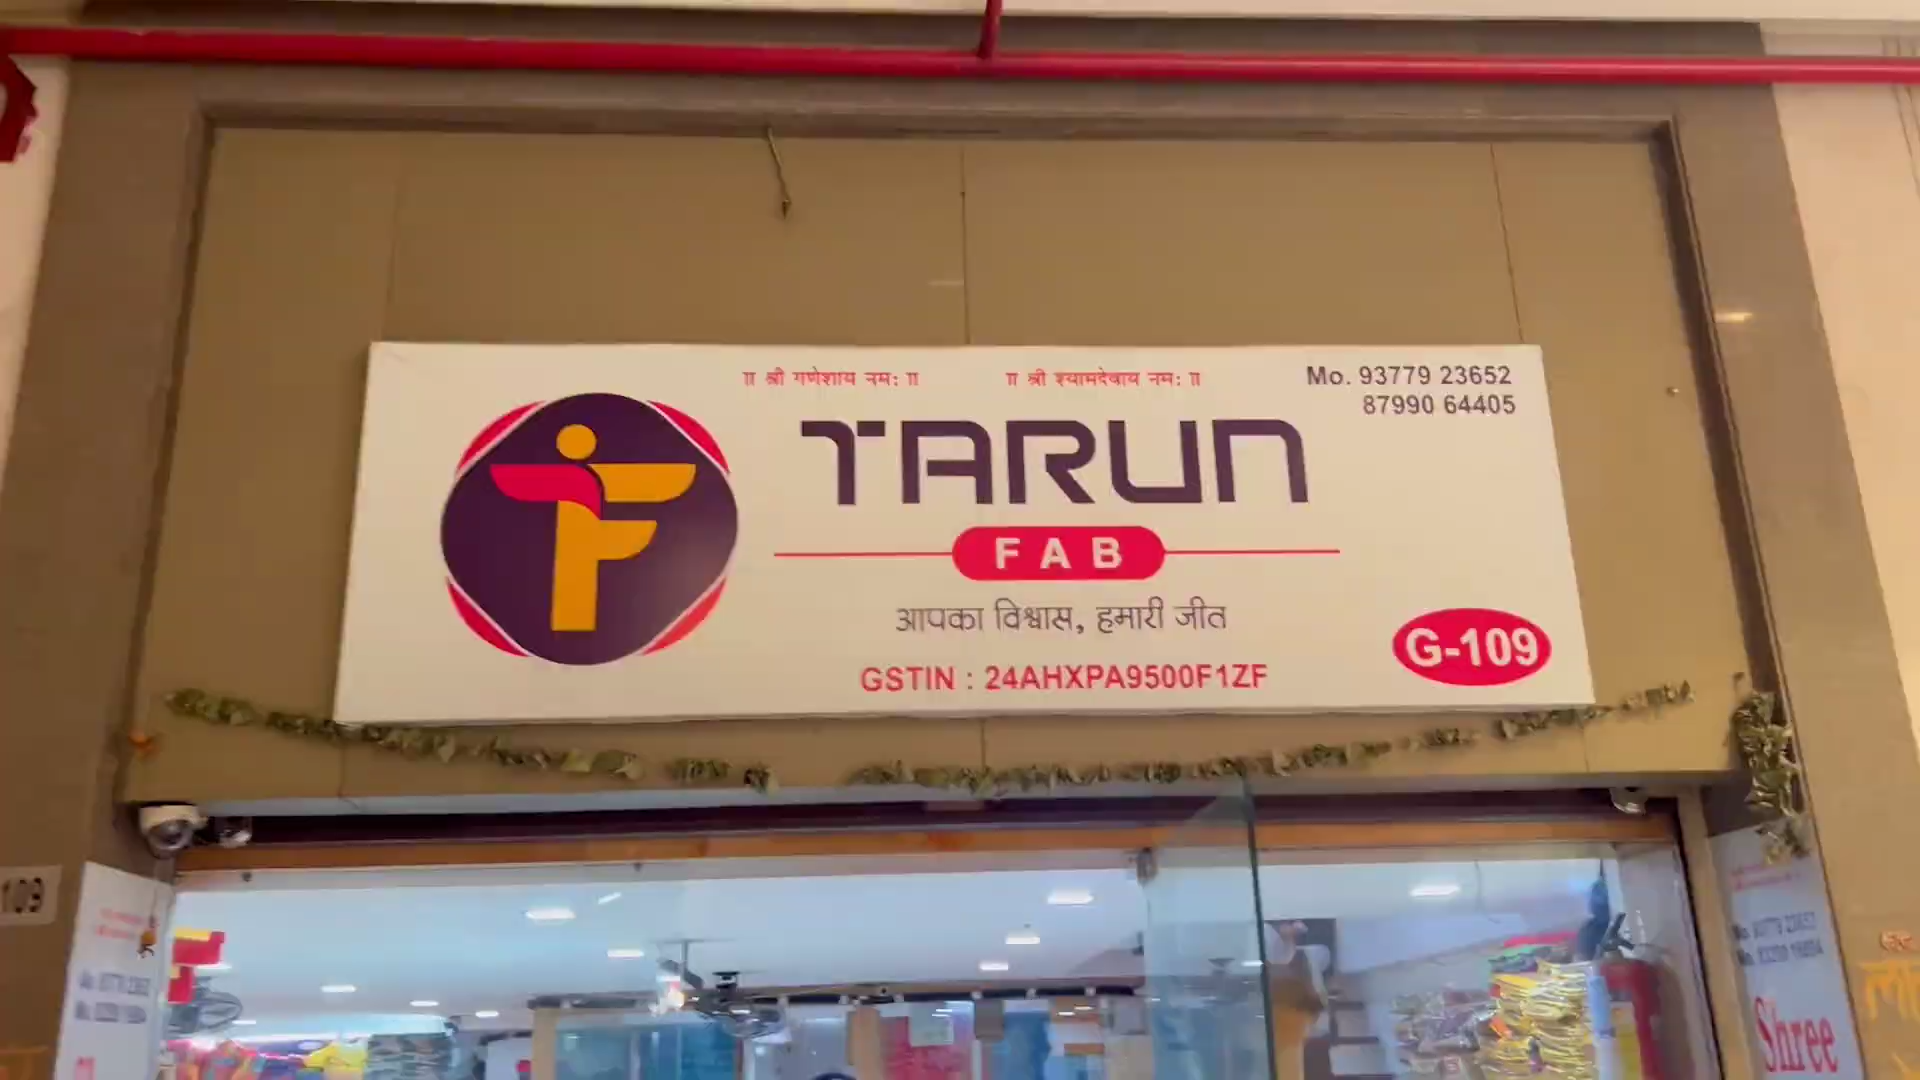 ॥ श्री गणेशाय नम: ॥ ॥ श्री श्यामदेवाय नम: ॥
Mo. 93779 23652
87990 64405
TARUN
FAB
आपका विश्वास, हमारी जीत
GSTIN : 24AHXPA9500F1ZF
G-109
109
Shree